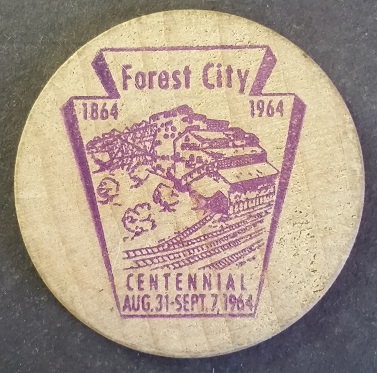 Forest City
1864 1964
CENTENNIAL
AUG. 31-SEPT. 7, 1964